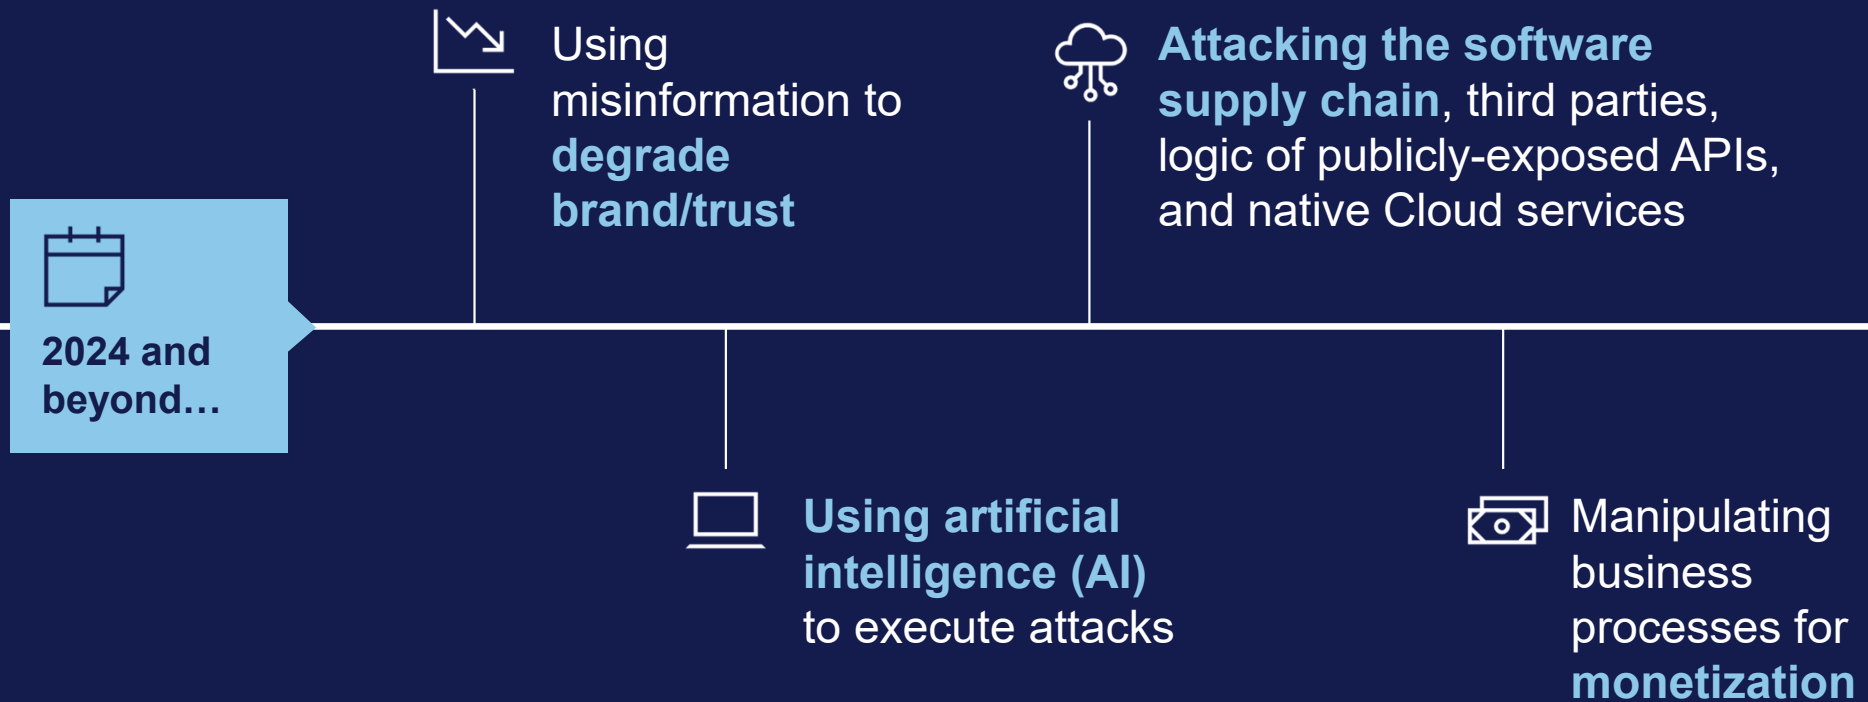 2024 and
beyond…
Using
misinformation to
degrade
brand/trust
Using artificial
intelligence (AI)
to execute attacks
Attacking the software
supply chain, third parties,
logic of publicly-exposed APIs,
and native Cloud services
Manipulating
business
processes for
monetization